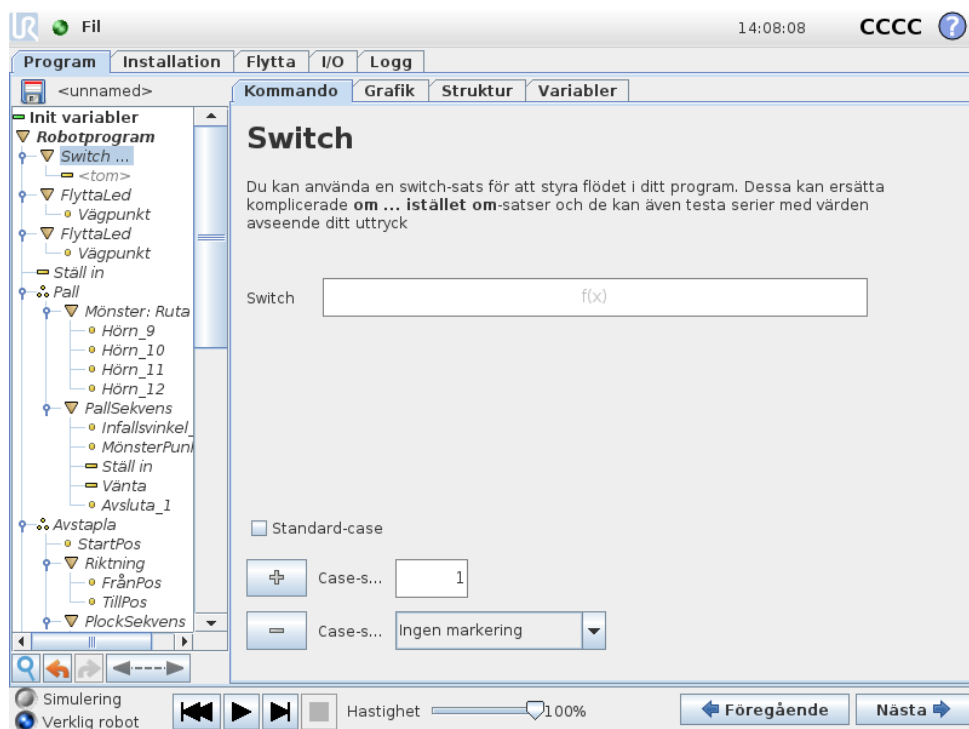 UR Fil 14:08:08 CCCC ?
Program Installation Flytta I/O Logg
<unnamed>
Kommando Grafik Struktur Variabler
Init variabler
Robotprogram
Switch ...
<tom>
FlyttaLed
Vägpunkt
FlyttaLed
Vägpunkt
Ställ in
Pall
Mönster: Ruta
Hörn_9
Hörn_10
Hörn_11
Hörn_12
PallSekvens
Infallsvinkel_
MönsterPun
Ställ in
Vänta
Avsluta_1
Avstapla
StartPos
Riktning
FrånPos
TillPos
PlockSekvens
Switch
Du kan använda en switch-sats för att styra flödet i ditt program. Dessa kan ersätta
komplicerade om ... istället om-satser och de kan även testa serier med värden
avseende ditt uttryck
Switch f(x)
Standard-case
Case-s... 1
Case-s... Ingen markering
Simulering
Verklig robot
Hastighet 100%
Föregående Nästa